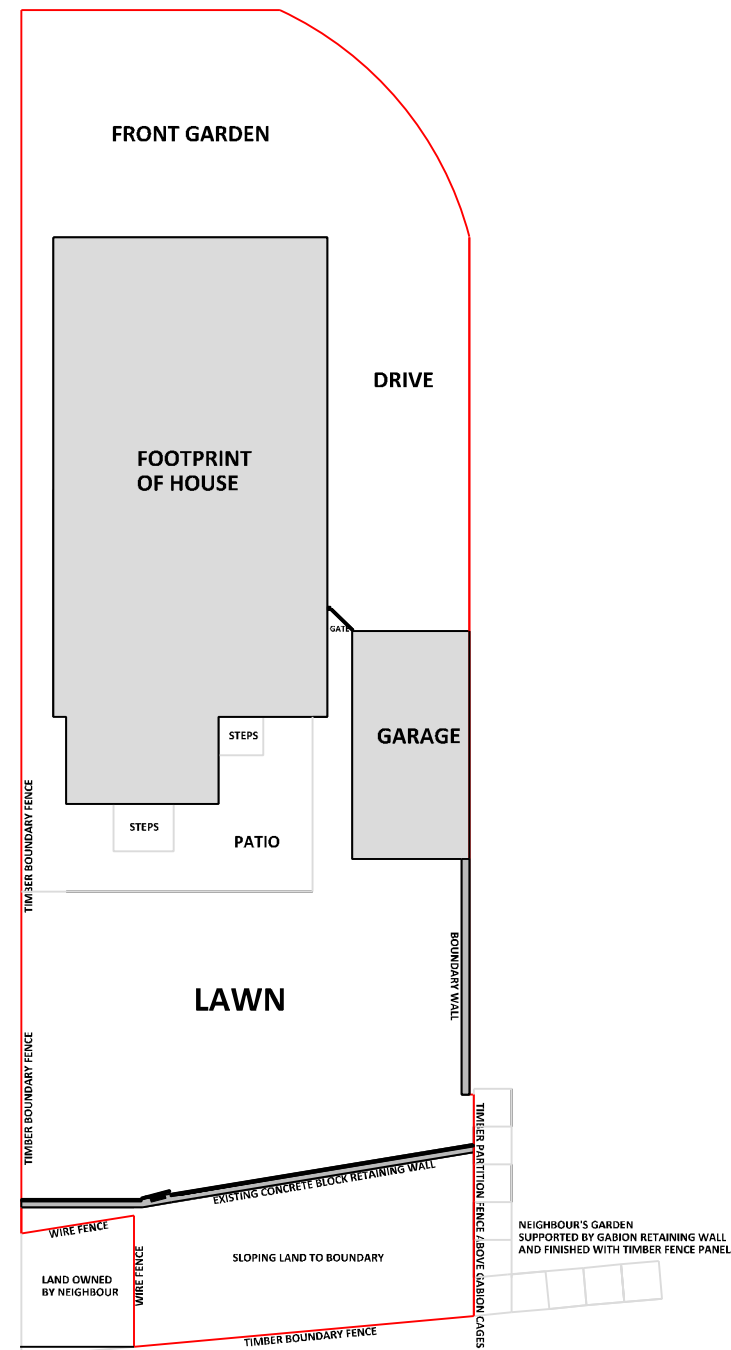 FRONT GARDEN
DRIVE
FOOTPRINT
OF HOUSE
GATE
GARAGE
STEPS
STEPS
PATIO
TIMBER BOUNDARY FENCE
BOUNDARY WALL
LAWN
TIMBER BOUNDARY FENCE
TIMBER PARTITION FENCE ABOVE GABION CAGES
EXISTING CONCRETE BLOCK RETAINING WALL
NEIGHBOUR'S GARDEN
SUPPORTED BY GABION RETAINING WALL
AND FINISHED WITH TIMBER FENCE PANEL
WIRE FENCE
WIRE FENCE
SLOPING LAND TO BOUNDARY
LAND OWNED
BY NEIGHBOUR
TIMBER BOUNDARY FENCE